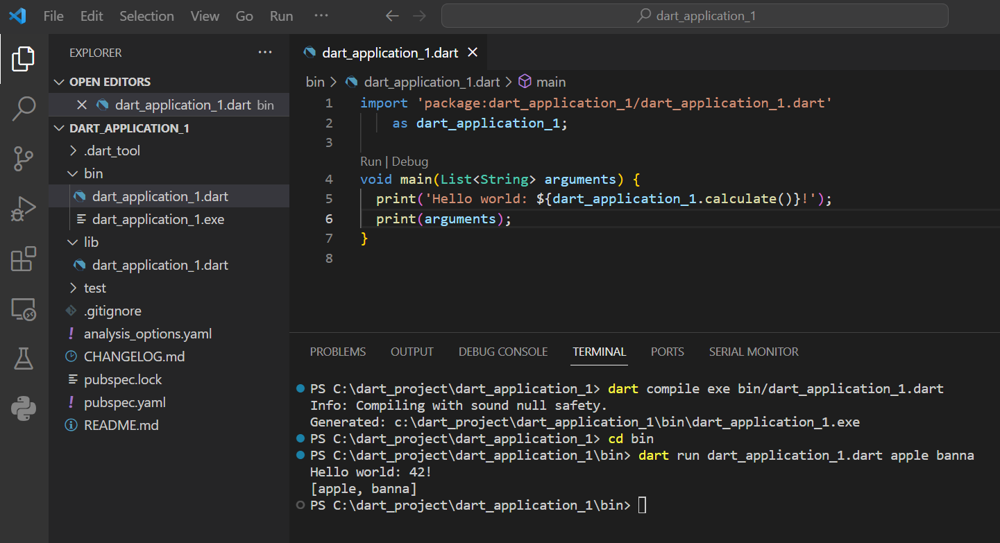 File Edit Selection View Go Run ···
dart_application_1
EXPLORER ···
OPEN EDITORS
dart_application_1.dart bin
DART_APPLICATION_1
.dart_tool
bin
dart_application_1.dart
dart_application_1.exe
lib
dart_application_1.dart
test
.gitignore
analysis_options.yaml
CHANGELOG.md
pubspec.lock
pubspec.yaml
README.md
dart_application_1.dart
bin > dart_application_1.dart > main
1 import 'package:dart_application_1/dart_application_1.dart'
2 as dart_application_1;
3
Run | Debug
4 void main(List<String> arguments) {
5 print('Hello world: ${dart_application_1.calculate()}!');
6 print(arguments);
7 }
8
PROBLEMS OUTPUT DEBUG CONSOLE TERMINAL PORTS SERIAL MONITOR
PS C:\dart_project\dart_application_1> dart compile exe bin/dart_application_1.dart
Info: Compiling with sound null safety.
Generated: c:\dart_project\dart_application_1\bin\dart_application_1.exe
PS C:\dart_project\dart_application_1> cd bin
PS C:\dart_project\dart_application_1\bin> dart run dart_application_1.dart apple banna
Hello world: 42!
[apple, banna]
PS C:\dart_project\dart_application_1\bin>